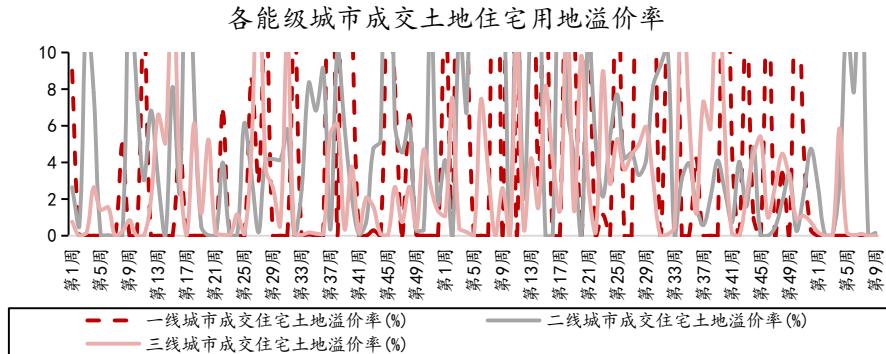 各能级城市成交土地住宅用地溢价率
10
8
6
4
2
0
第1周 第5周 第9周 第13周 第17周 第21周 第25周 第29周 第33周 第37周 第41周 第45周 第49周 第1周 第5周 第9周 第13周 第17周 第21周 第25周 第29周 第33周 第37周 第41周 第45周 第49周 第1周 第5周 第9周
一线城市成交住宅土地溢价率(%) 二线城市成交住宅土地溢价率(%)
三线城市成交住宅土地溢价率(%)